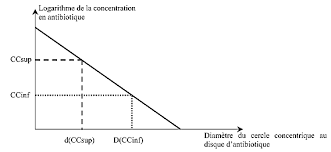 Logarithme de la concentration
en antibiotique
CCsup
CCinf
d(CCsup) D(CCinf)
Diamètre du cercle concentrique au
disque d'antibiotique